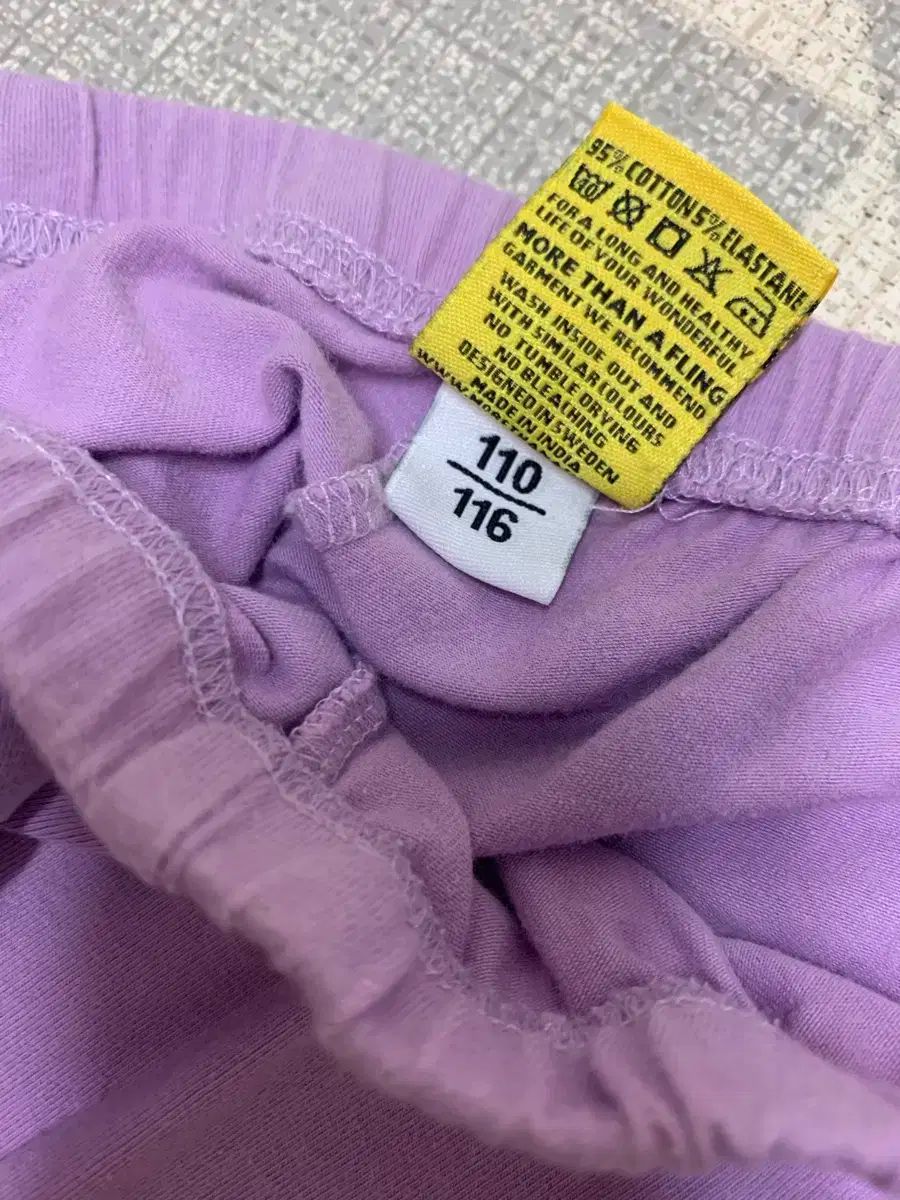 95% COTTON 5% ELASTANE
60
FOR A LONG AND HEALTHY
LIFE OF YOUR WONDERFUL
MORE THAN A FLING
GARMENT WE RECOMMEND
WASH INSIDE OUT AND
WITH SIMILAR COLOURS
NO TUMBLE DRYING
NO BLEACHING
DESIGNED IN SWEDEN
MADE IN INDIA
110
116